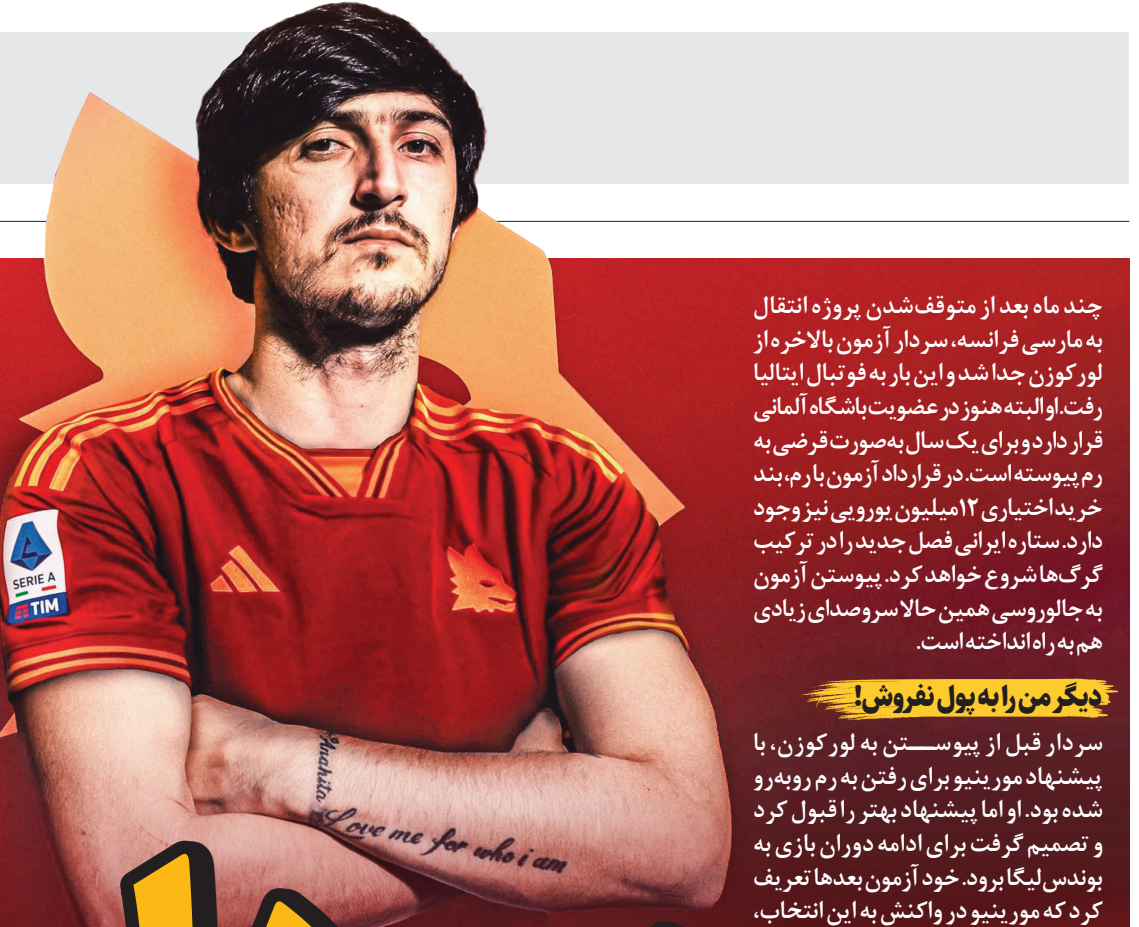 چند ماه بعد از متوقف‌شدن پروژه انتقال
به مارسی فرانسه، سردار آزمون بالاخره از
لورکوزن جدا شد و این بار به فوتبال ایتالیا
رفت. او البته هنوز در عضویت باشگاه آلمانی
قرار دارد و برای یک سال به‌صورت قرضی به
رم پیوسته است. در قرارداد آزمون با رم، بند
خرید اختیاری ۱۲ میلیون یورویی نیز وجود
دارد. ستاره ایرانی فصل جدید را در ترکیب
گرگ‌ها شروع خواهد کرد. پیوستن آزمون
به جالوروسی همین حالا سروصدای زیادی
هم به راه انداخته است.
دیگر من را به پول نفروش!
سردار قبل از پیوستن به لورکوزن، با
پیشنهاد مورینیو برای رفتن به رم روبه‌رو
شده بود. او اما پیشنهاد بهتر را قبول کرد
و تصمیم گرفت برای ادامه دوران بازی به
بوندس‌لیگا برود. خود آزمون بعدها تعریف
کرد که مورینیو در واکنش به این انتخاب،
SERIE A
TIM
Anahita
Love me for who i am